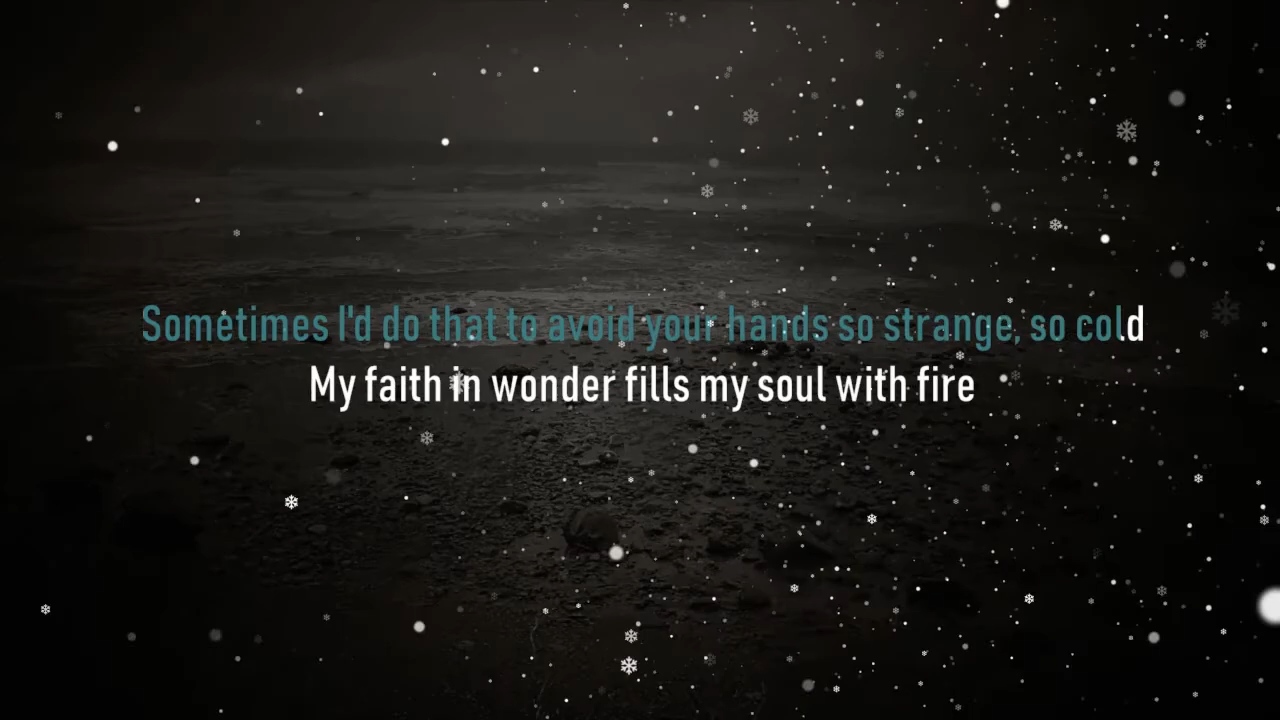 Sometimes I'd do that to avoid your hands so strange, so cold
My faith in wonder fills my soul with fire